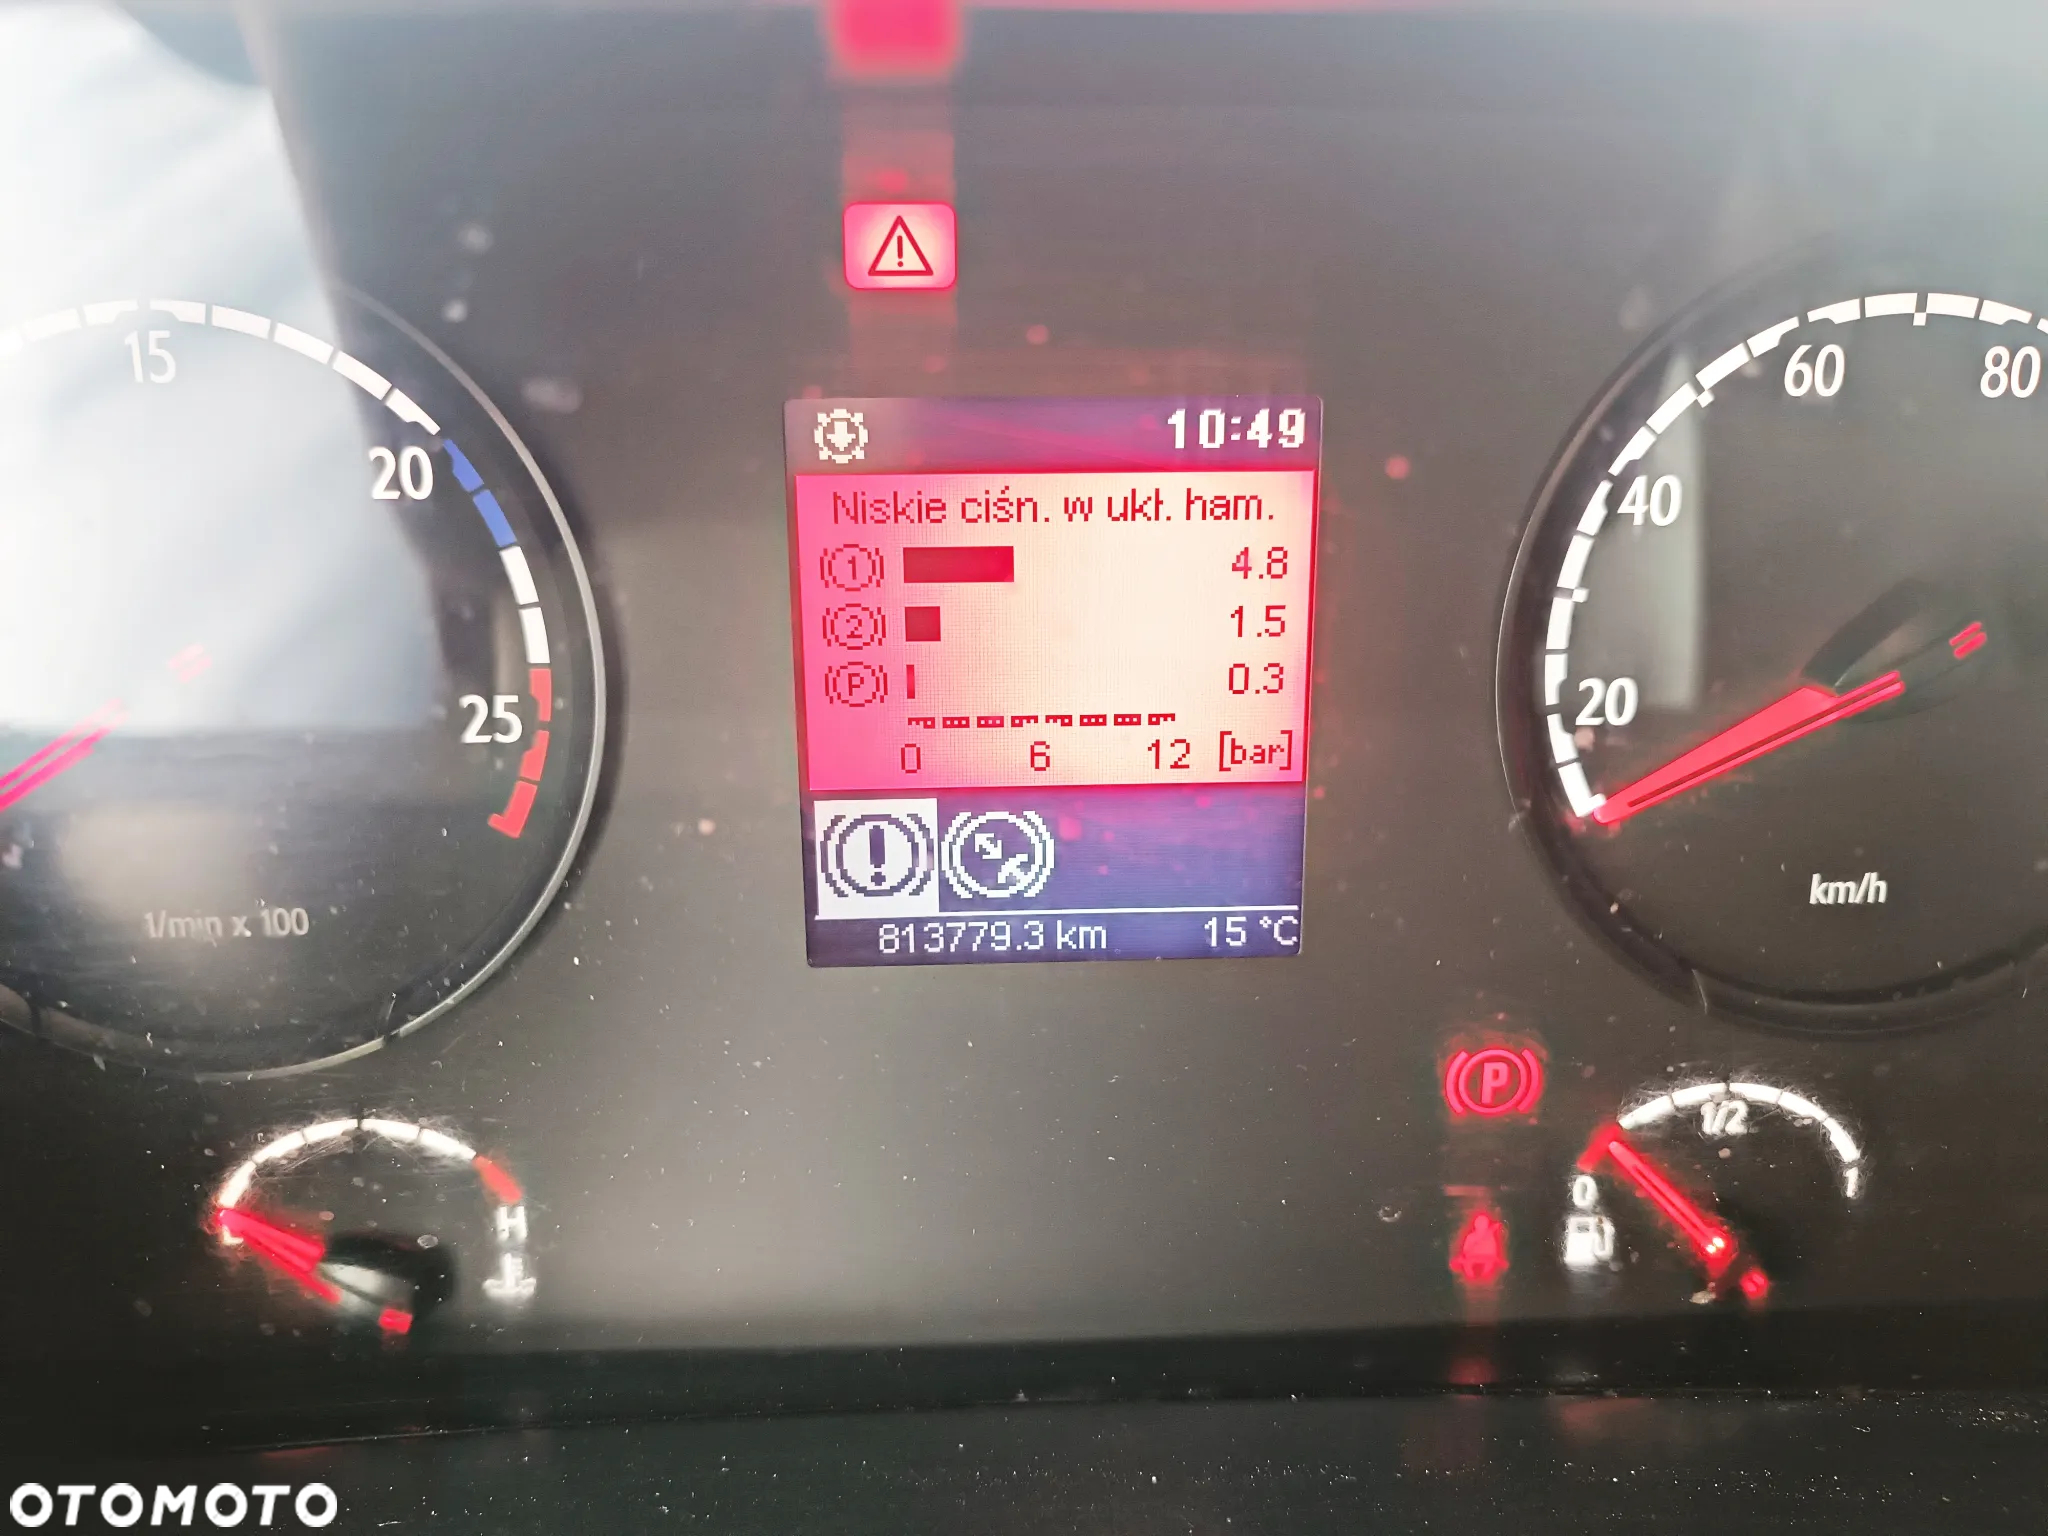 10:49
Niskie ciśn. w ukł. ham.
1 4.8
2 1.5
P 0.3
0 6 12 [bar]
813779.3 km 15 °C
15
20
25
1/min x 100
20
40
60
80
km/h
H
P
0
1/2
1
OTOMOTO